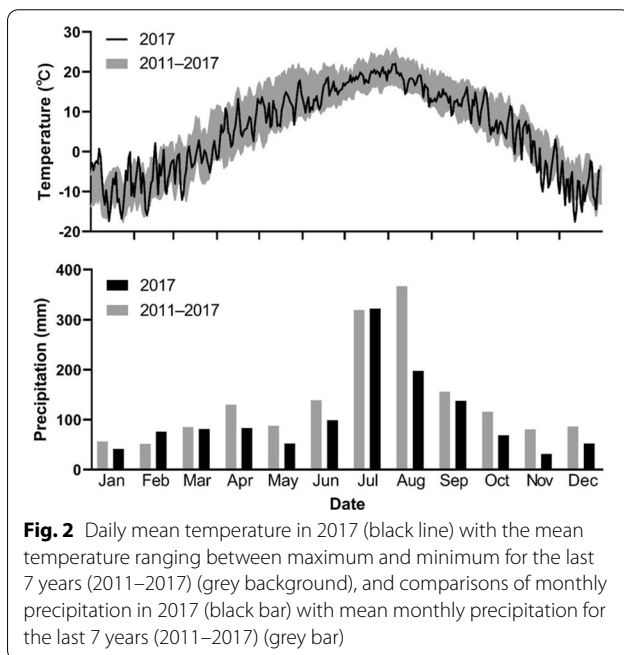 30
20
10
0
-10
-20
Temperature (℃)
2017
2011–2017
400
300
200
100
0
Precipitation (mm)
2017
2011–2017
Jan Feb Mar Apr May Jun Jul Aug Sep Oct Nov Dec
Date
Fig. 2 Daily mean temperature in 2017 (black line) with the mean
temperature ranging between maximum and minimum for the last
7 years (2011–2017) (grey background), and comparisons of monthly
precipitation in 2017 (black bar) with mean monthly precipitation for
the last 7 years (2011–2017) (grey bar)